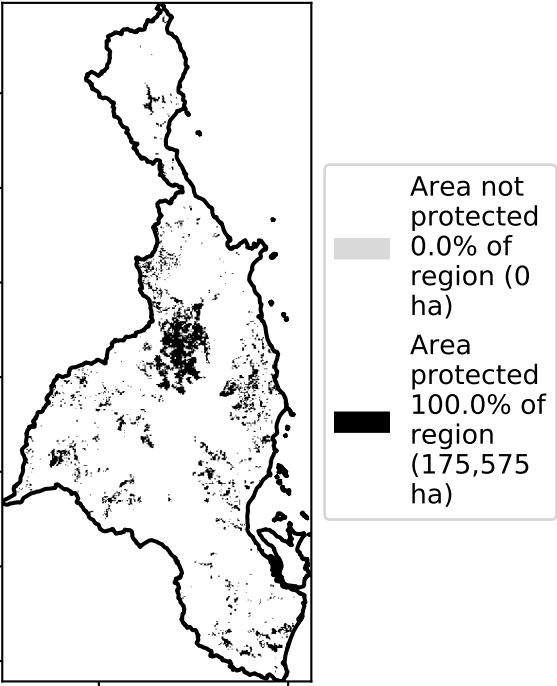 Area not
protected
0.0% of
region (0
ha)
Area
protected
100.0% of
region
(175,575
ha)